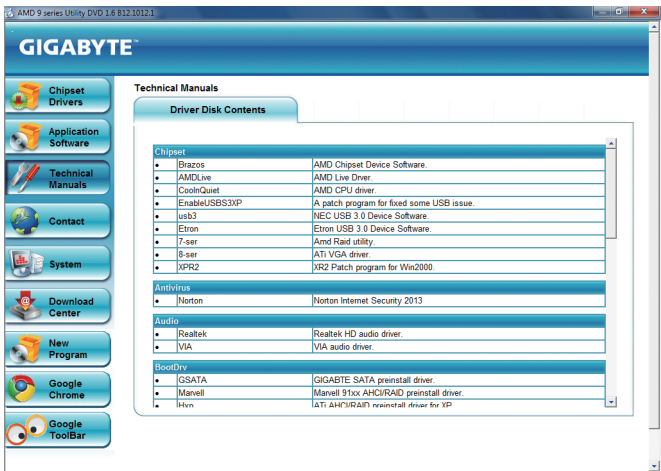 AMD 9 series Utility DVD 1.6 B12.1012.1
GIGABYTE™
Chipset
Drivers
Application
Software
Technical
Manuals
Contact
System
Download
Center
New
Program
Google
Chrome
Google
ToolBar
Technical Manuals
Driver Disk Contents
Chipset
• Brazos AMD Chipset Device Software.
• AMDLive AMD Live Drver.
• CoolnQuiet AMD CPU driver.
• EnableUSBS3XP A patch program for fixed some USB issue.
• usb3 NEC USB 3.0 Device Software.
• Etron Etron USB 3.0 Device Software.
• 7-ser Amd Raid utility.
• 8-ser ATi VGA driver.
• XPR2 XR2 Patch program for Win2000.
Antivirus
• Norton Norton Internet Security 2013
Audio
• Realtek Realtek HD audio driver.
• VIA VIA audio driver.
BootDrv
• GSATA GIGABTE SATA preinstall driver.
• Marvell Marvell 91xx AHCI/RAID preinstall driver.
• Hxp ATi AHCI/RAID preinstall driver for XP